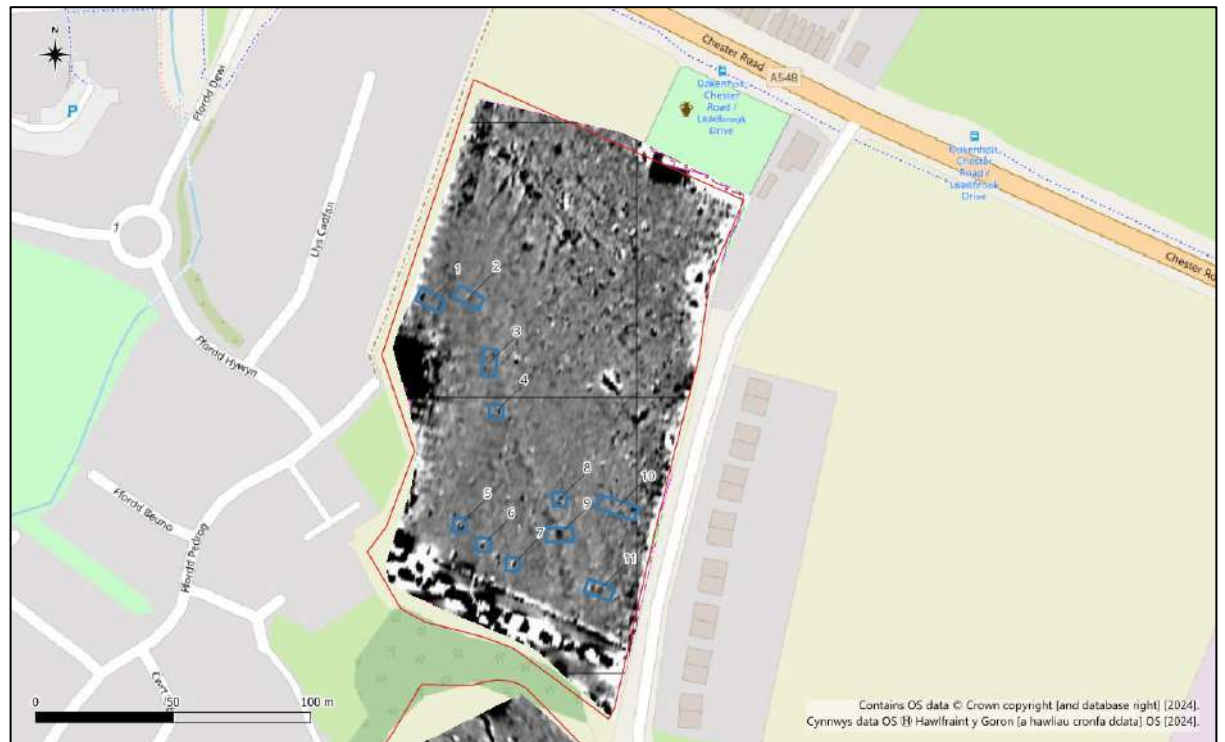 N
Chester Road
A548
P
Ffordd Dewi
Oakenholt,
Chester
Road /
Leadbrook
Drive
Oakenholt,
Chester
Road /
Leadbrook
Drive
Llys Cadfan
1
2
Chester Ro
Ffordd Hywyn
3
4
8
10
Ffordd Beuno
5
9
6
7
Ffordd Pedrog
11
0
50
100 m
Contains OS data © Crown copyright [and database right] [2024].
Cynnwys data OS Ⓗ Hawlfraint y Goron [a hawliau cronfa ddata] OS [2024].